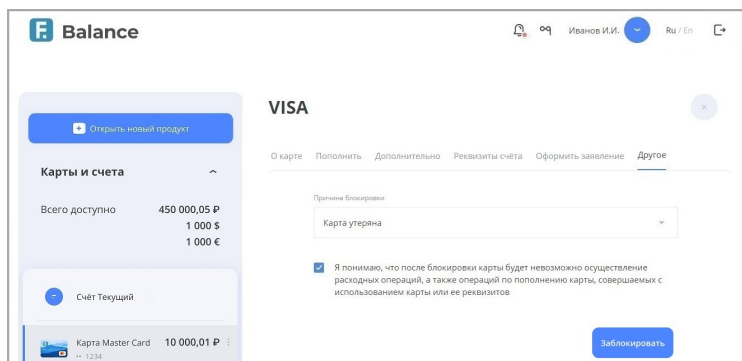 F. Balance
Иванов И.И.
Ru / En
VISA
Открыть новый продукт
О карте Пополнить Дополнительно Реквизиты счёта Оформить заявление Другое
Карты и счета
Всего доступно 450 000,05 ₽
1 000 $
1 000 €
Причина блокировки
Карта утеряна
Я понимаю, что после блокировки карты будет невозможно осуществление
расходных операций, а также операций по пополнению карты, совершаемых с
использованием карты или ее реквизитов
Счёт Текущий
Карта Master Card 10 000,01 ₽
•• 1234
Заблокировать